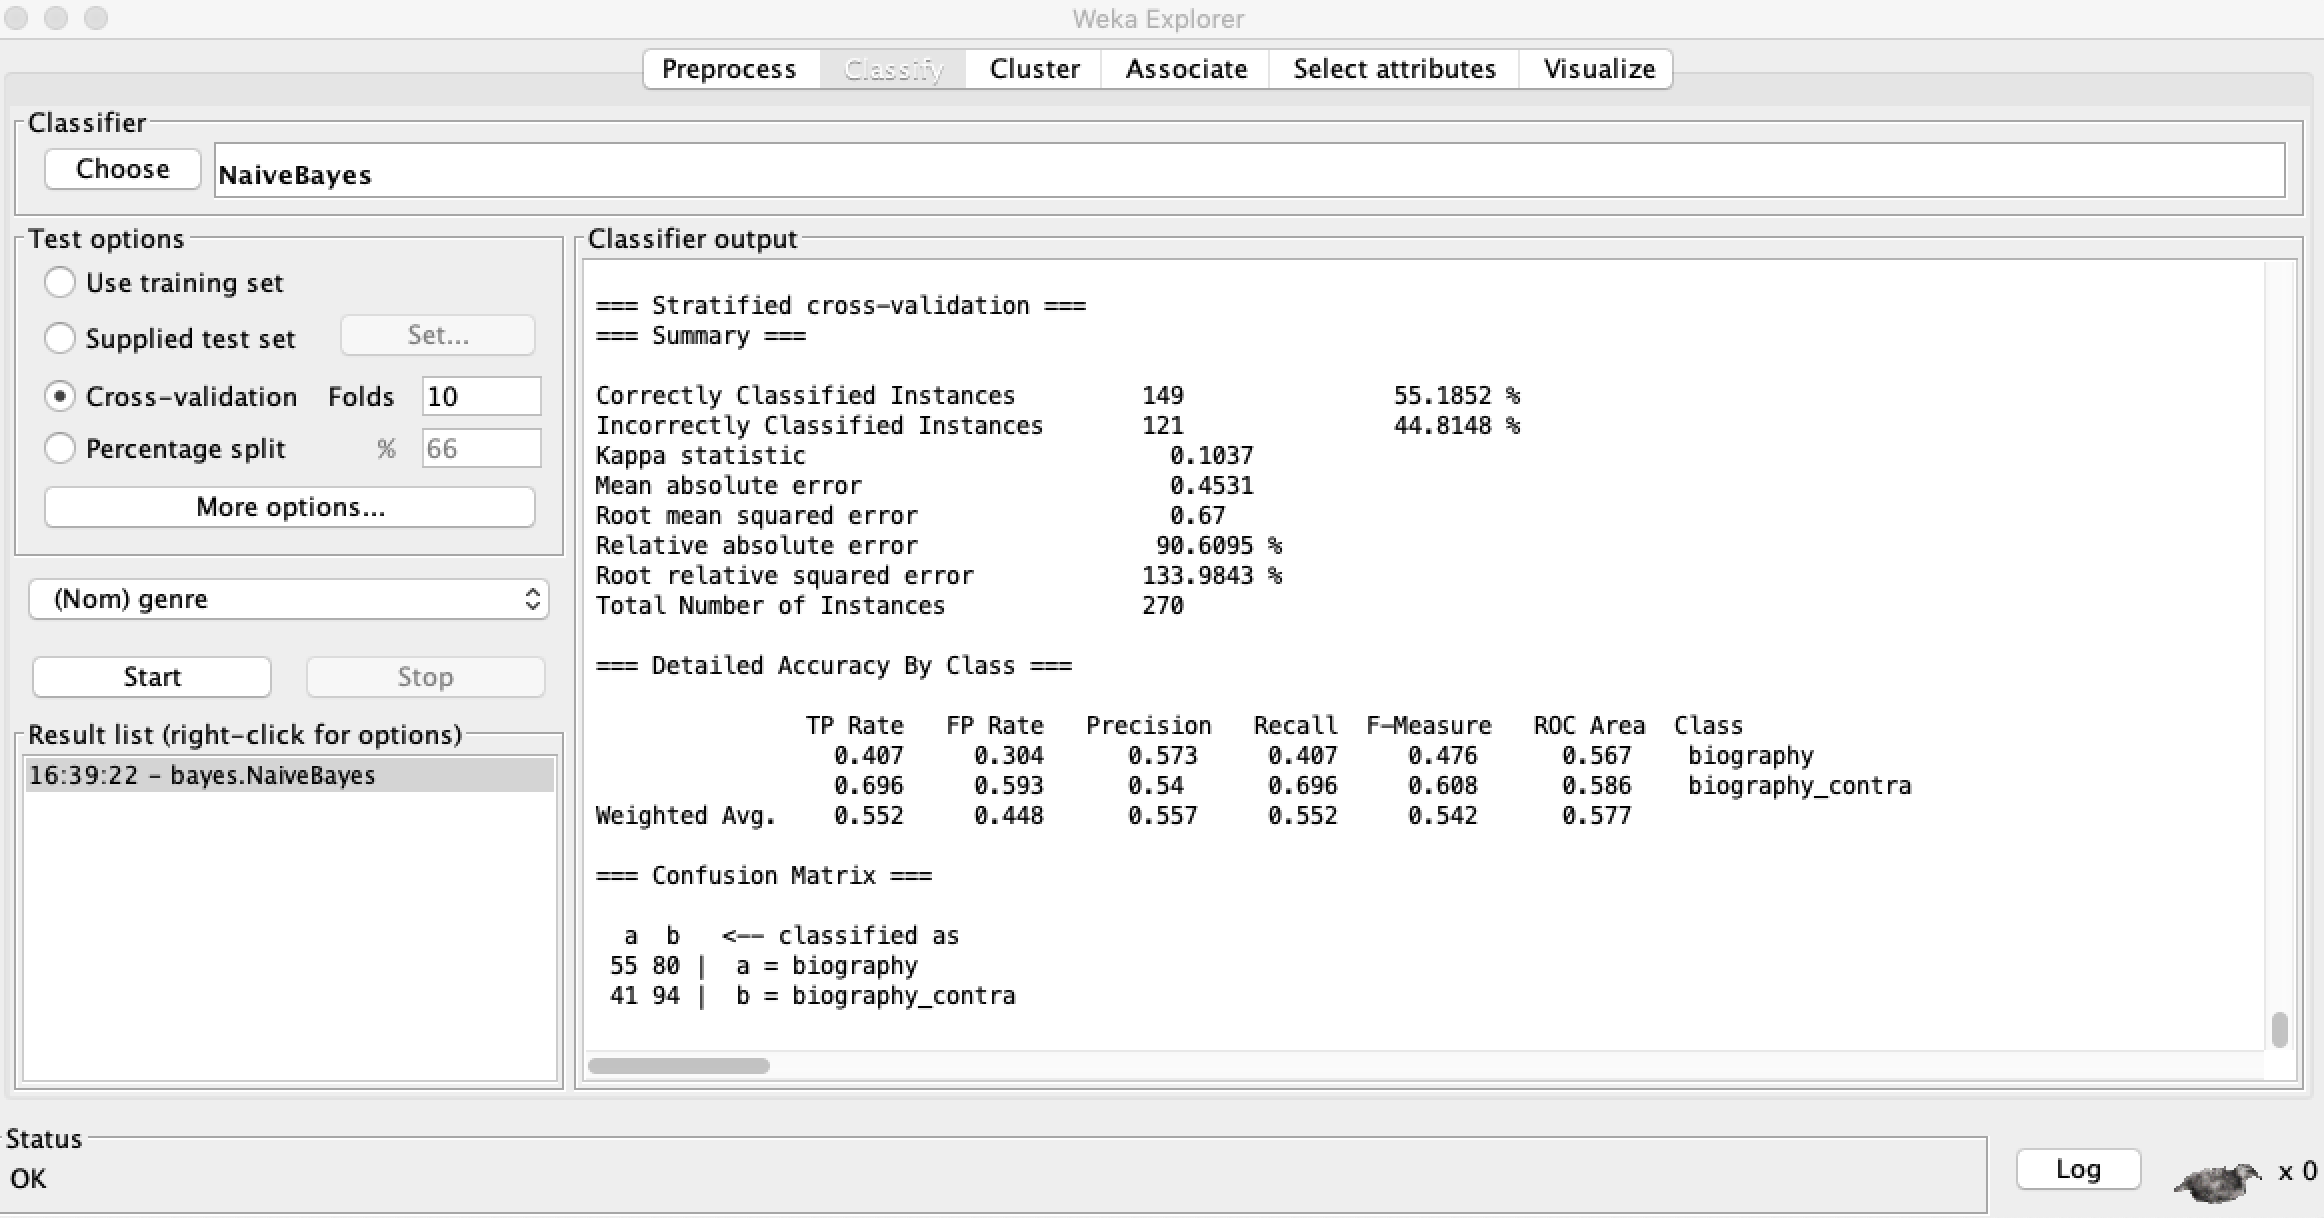 Weka Explorer
Preprocess Classify Cluster Associate Select attributes Visualize
Classifier
Choose NaiveBayes
Test options
Use training set
Supplied test set Set...
Cross-validation Folds 10
Percentage split % 66
More options...
(Nom) genre
Start Stop
Result list (right-click for options)
16:39:22 - bayes.NaiveBayes
Classifier output
=== Stratified cross-validation ===
=== Summary ===
Correctly Classified Instances 149 55.1852 %
Incorrectly Classified Instances 121 44.8148 %
Kappa statistic 0.1037
Mean absolute error 0.4531
Root mean squared error 0.67
Relative absolute error 90.6095 %
Root relative squared error 133.9843 %
Total Number of Instances 270
=== Detailed Accuracy By Class ===
TP Rate FP Rate Precision Recall F-Measure ROC Area Class
0.407 0.304 0.573 0.407 0.476 0.567 biography
0.696 0.593 0.54 0.696 0.608 0.586 biography_contra
Weighted Avg. 0.552 0.448 0.557 0.552 0.542 0.577
=== Confusion Matrix ===
a b <-- classified as
55 80 | a = biography
41 94 | b = biography_contra
Status
OK
Log x 0